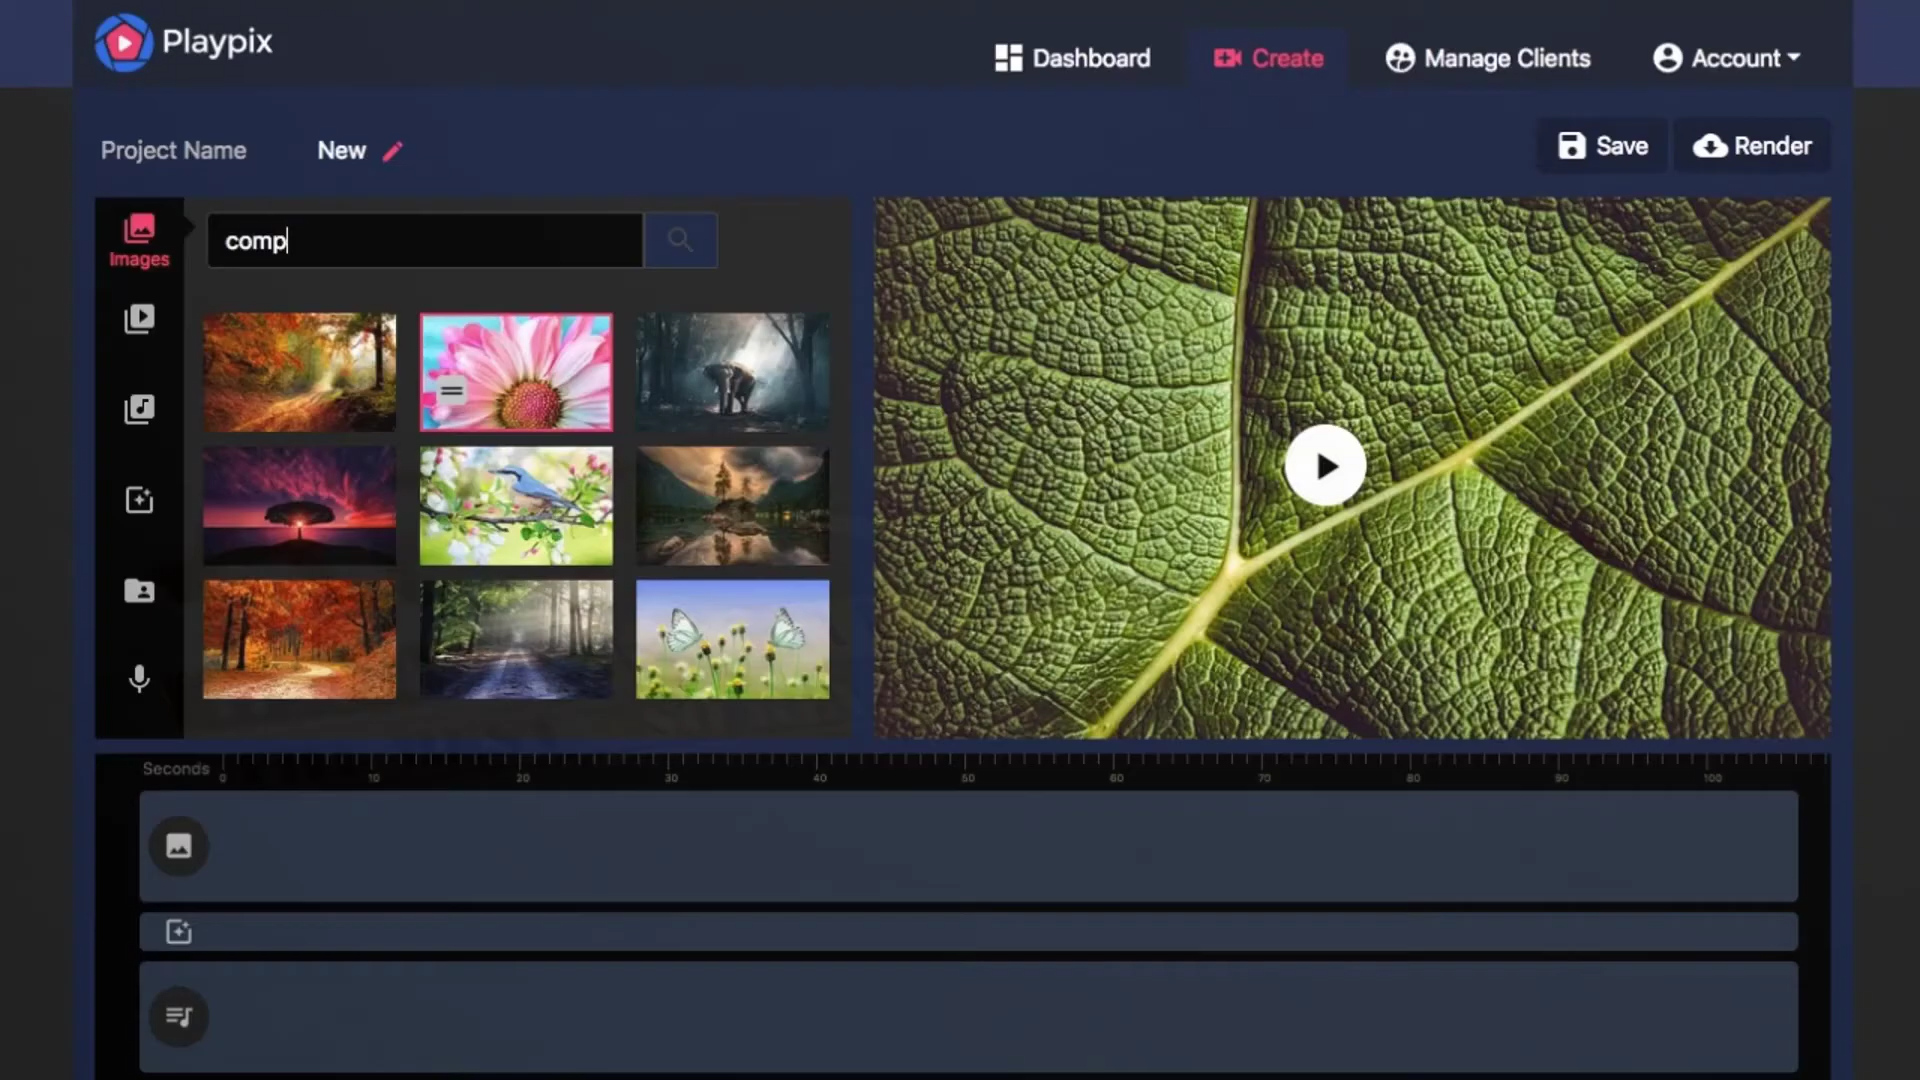 Playpix
Dashboard
Create
Manage Clients
Account
Project Name
New
Save
Render
Images
comp
Seconds
0 10 20 30 40 50 60 70 80 90 100